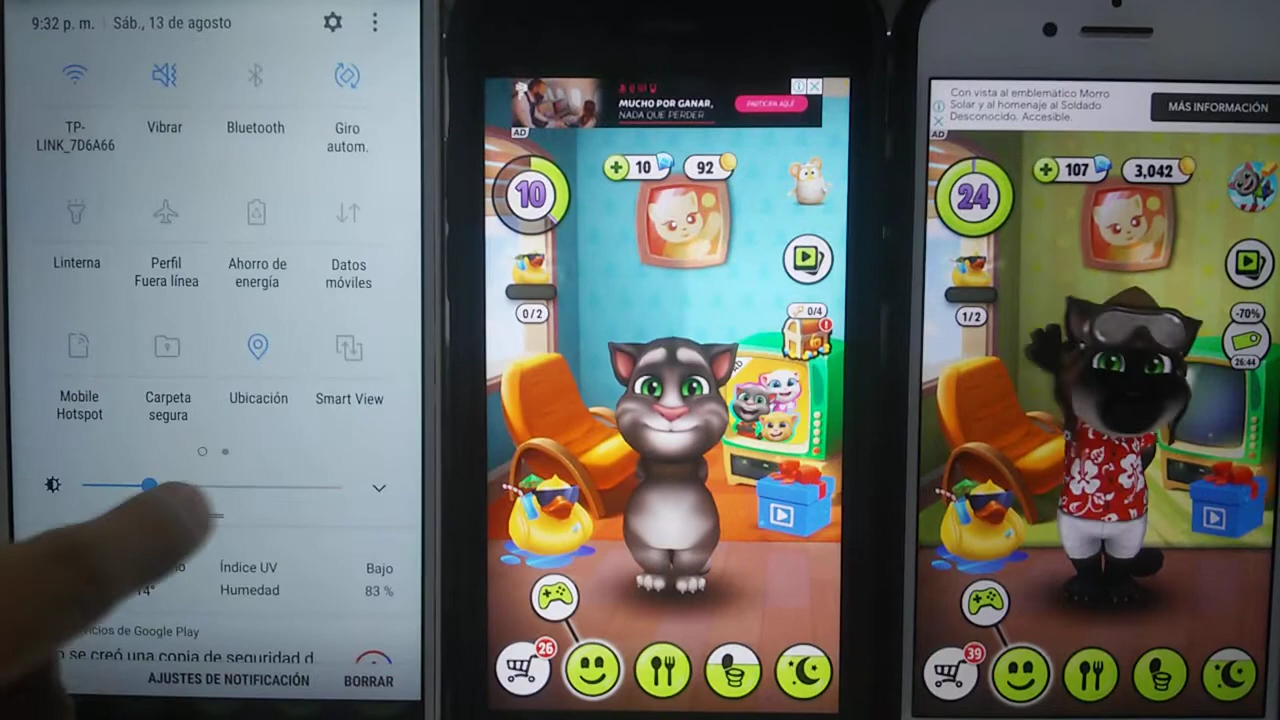 9:32 p. m. Sáb., 13 de agosto
TP-
LINK_7D6A66
Vibrar
Bluetooth
Giro
autom.
Linterna
Perfil
Fuera línea
Ahorro de
energía
Datos
móviles
Mobile
Hotspot
Carpeta
segura
Ubicación
Smart View
Índice UV
Bajo
Humedad
83 %
de Google Play
se creó una copia de seguridad d
AJUSTES DE NOTIFICACIÓN
BORRAR
MUCHO POR GANAR,
NADA QUE PERDER
PARTICIPA AQUÍ
AD
10
10
92
0/2
0/4
AD
26
Con vista al emblemático Morro
Solar y al homenaje al Soldado
Desconocido. Accesible.
MÁS INFORMACIÓN
AD
24
107
3,042
1/2
-70%
26:44
39